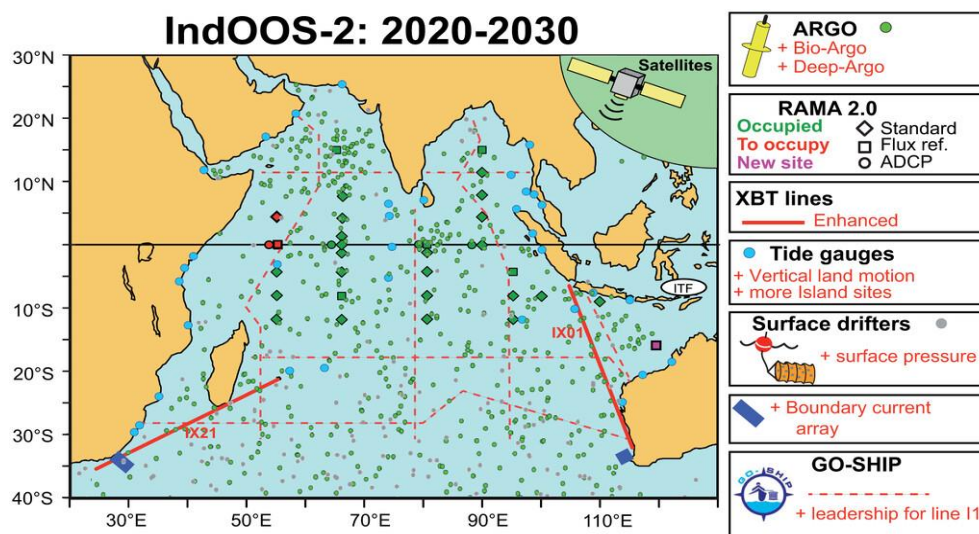 IndOOS-2: 2020-2030
30°N
20°N
10°N
0°
10°S
20°S
30°S
40°S
30°E
50°E
70°E
90°E
110°E
Satellites
ITF
IX01
IX21
ARGO
+ Bio-Argo
+ Deep-Argo
RAMA 2.0
Occupied
Standard
To occupy
Flux ref.
New site
ADCP
XBT lines
Enhanced
Tide gauges
+ Vertical land motion
+ more Island sites
Surface drifters
+ surface pressure
+ Boundary current
array
GO-SHIP
GO-SHIP
+ leadership for line I1